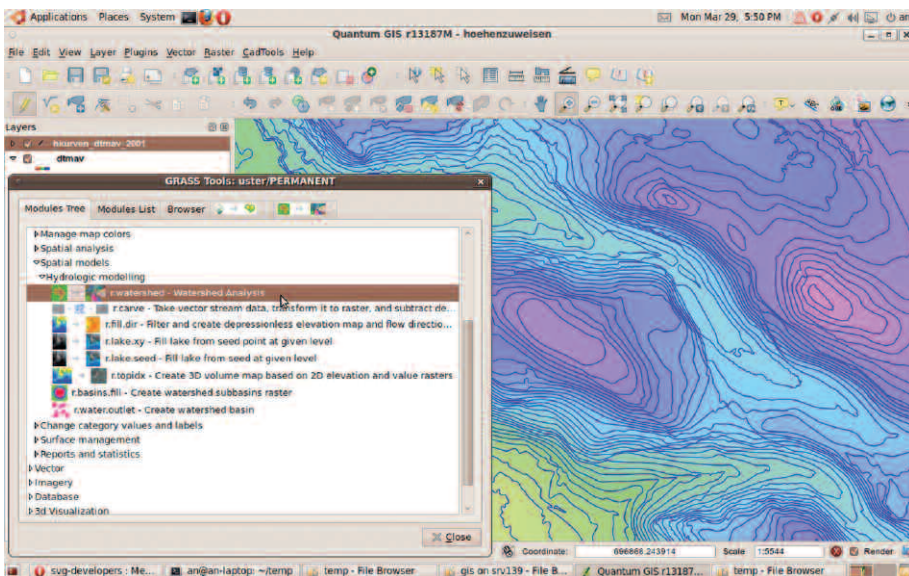 Applications Places System Mon Mar 29, 5:50 PM an
Quantum GIS r13187M - hoehenzuweisen
File Edit View Layer Plugins Vector Raster CadTools Help
Layers
hkurven_dtmav_2001
dtmav
GRASS Tools: uster/PERMANENT
Modules Tree Modules List Browser
Manage map colors
Spatial analysis
Spatial models
Hydrologic modelling
r.watershed - Watershed Analysis
r.carve - Take vector stream data, transform it to raster, and subtract de...
r.fill.dir - Filter and create depressionless elevation map and flow directio...
r.lake.xy - Fill lake from seed point at given level
r.lake.seed - Fill lake from seed at given level
r.topidx - Create 3D volume map based on 2D elevation and value rasters
r.basins.fill - Create watershed subbasins raster
r.water.outlet - Create watershed basin
Change category values and labels
Surface management
Reports and statistics
Vector
Imagery
Database
3d Visualization
Close
Coordinate: 696868,243914 Scale 1:5544 Render
svg-developers : Me... an@an-laptop: ~/temp temp - File Browser gis on srv139 - File B... Quantum GIS r13187... temp - File Browser